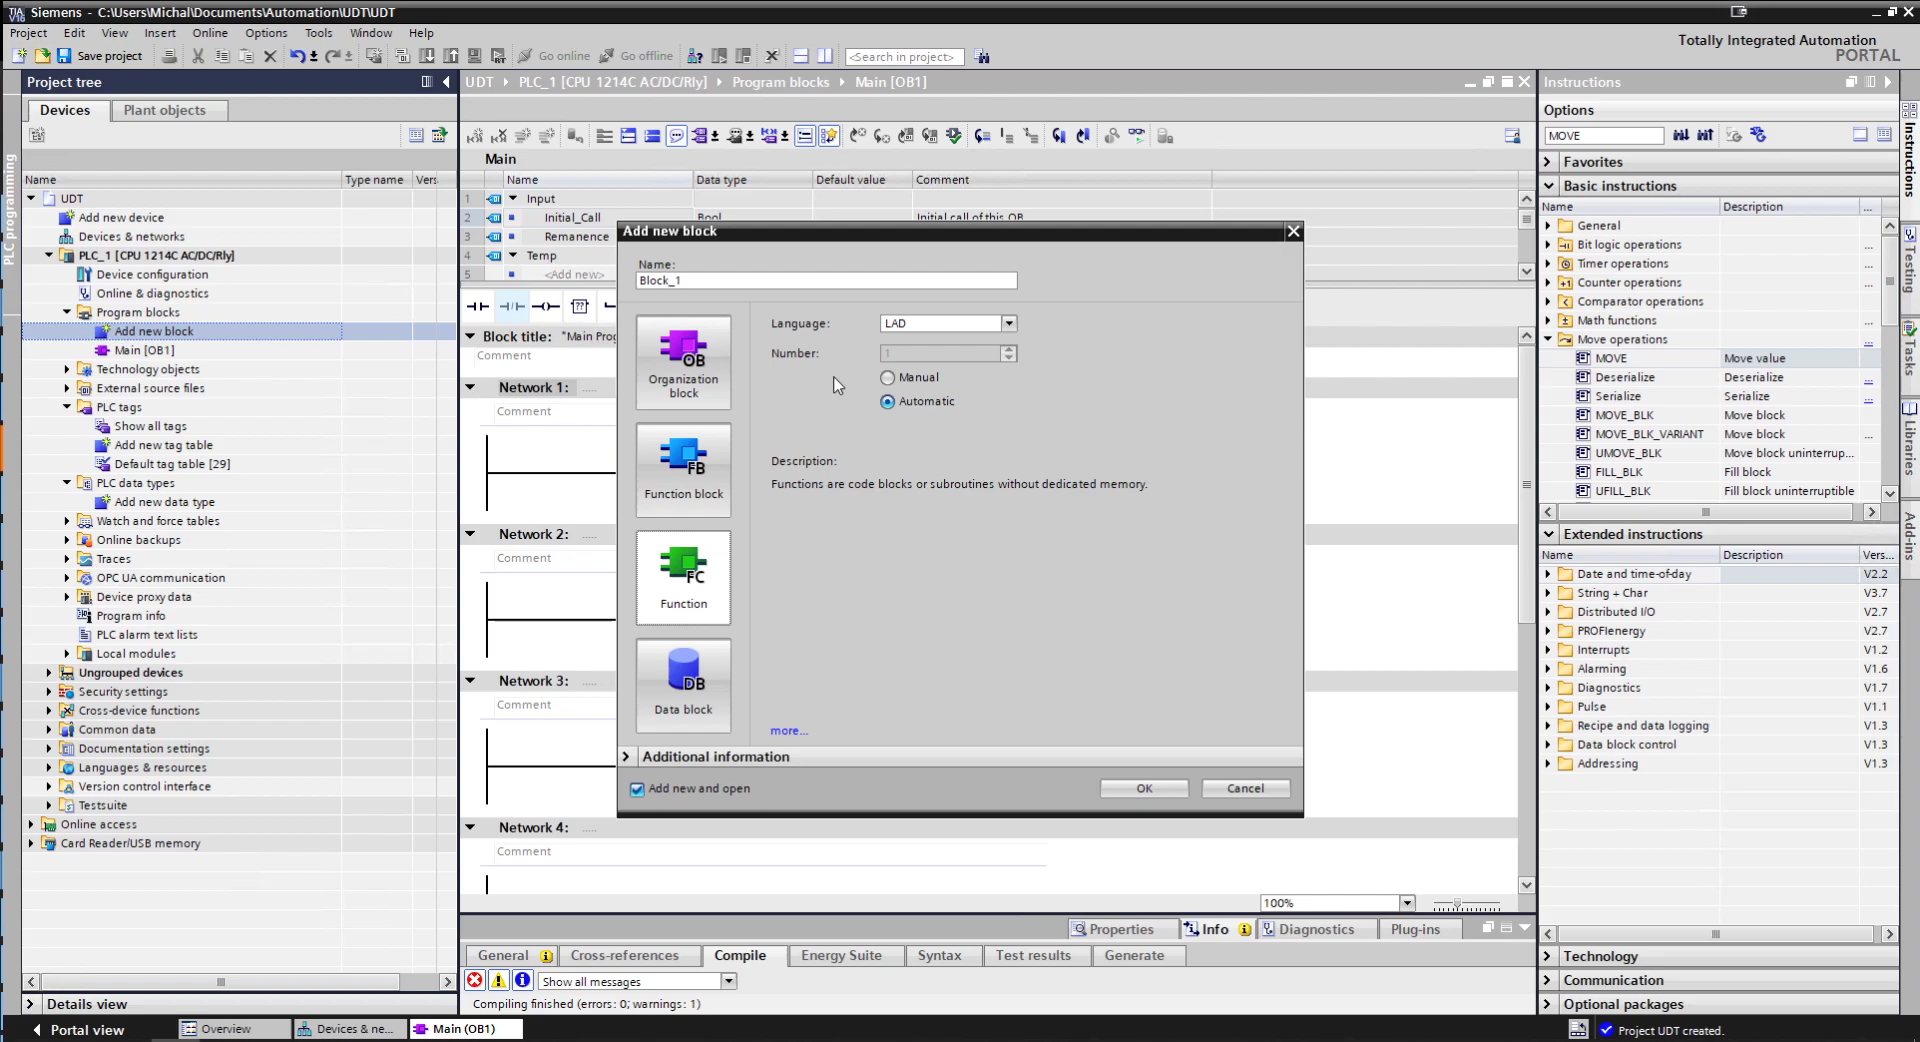 TIA V16 Siemens - C:\Users\Michal\Documents\Automation\UDT\UDT
Project Edit View Insert Online Options Tools Window Help
Totally Integrated Automation
PORTAL
Save project Go online Go offline <Search in project>
Project tree
UDT PLC_1 [CPU 1214C AC/DC/Rly] Program blocks Main [OB1]
Instructions
Devices Plant objects
Options
MOVE
PLC programming
Name Type name Vers
UDT
Add new device
Devices & networks
PLC_1 [CPU 1214C AC/DC/Rly]
Device configuration
Online & diagnostics
Program blocks
Add new block
Main [OB1]
Technology objects
External source files
PLC tags
Show all tags
Add new tag table
Default tag table [29]
PLC data types
Add new data type
Watch and force tables
Online backups
Traces
OPC UA communication
Device proxy data
Program info
PLC alarm text lists
Local modules
Ungrouped devices
Security settings
Cross-device functions
Common data
Documentation settings
Languages & resources
Version control interface
Testsuite
Online access
Card Reader/USB memory
Details view
Main
Name Data type Default value Comment
1 Input
2 Initial_Call Bool Initial call of this OB
3 Remanence
4 Temp
5 <Add new>
??
Block title: "Main Prog
Comment
Network 1: .....
Comment
Network 2: .....
Comment
Network 3: .....
Comment
Network 4: .....
Comment
100%
Add new block
Name:
Block_1
OB
Organization
block
FB
Function block
FC
Function
DB
Data block
Language: LAD
Number: 1
Manual
Automatic
Description:
Functions are code blocks or subroutines without dedicated memory.
more...
Additional information
Add new and open
OK Cancel
Properties Info Diagnostics Plug-ins
General Cross-references Compile Energy Suite Syntax Test results Generate
Show all messages
Compiling finished (errors: 0; warnings: 1)
Favorites
Basic instructions
Name Description ...
General
Bit logic operations ...
Timer operations ...
Counter operations ...
Comparator operations ...
Math functions ...
Move operations ...
MOVE Move value
Deserialize Deserialize ...
Serialize Serialize ...
MOVE_BLK Move block
MOVE_BLK_VARIANT Move block ...
UMOVE_BLK Move block uninterrup...
FILL_BLK Fill block
UFILL_BLK Fill block uninterruptible
Extended instructions
Name Description Vers...
Date and time-of-day V2.2
String + Char V3.7
Distributed I/O V2.7
PROFIenergy V2.7
Interrupts V1.2
Alarming V1.6
Diagnostics V1.7
Pulse V1.1
Recipe and data logging V1.3
Data block control V1.3
Addressing V1.3
Technology
Communication
Optional packages
Instructions
Testing
Tasks
Libraries
Add-ins
Portal view Overview Devices & ne... Main (OB1)
Project UDT created.